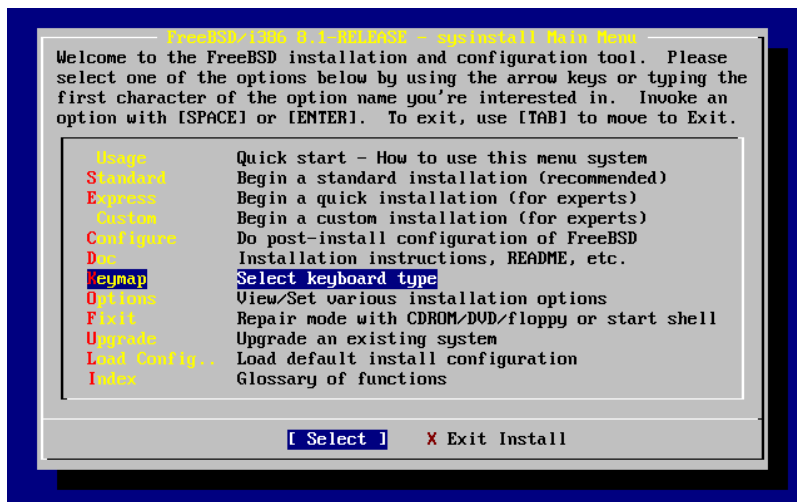 FreeBSD/i386 8.1-RELEASE - sysinstall Main Menu
Welcome to the FreeBSD installation and configuration tool.  Please
select one of the options below by using the arrow keys or typing the
first character of the option name you're interested in.  Invoke an
option with [SPACE] or [ENTER].  To exit, use [TAB] to move to Exit.
Usage Quick start - How to use this menu system
Standard Begin a standard installation (recommended)
Express Begin a quick installation (for experts)
Custom Begin a custom installation (for experts)
Configure Do post-install configuration of FreeBSD
Doc Installation instructions, README, etc.
Keymap Select keyboard type
Options View/Set various installation options
Fixit Repair mode with CDROM/DVD/floppy or start shell
Upgrade Upgrade an existing system
Load Config.. Load default install configuration
Index Glossary of functions
[ Select ] X Exit Install